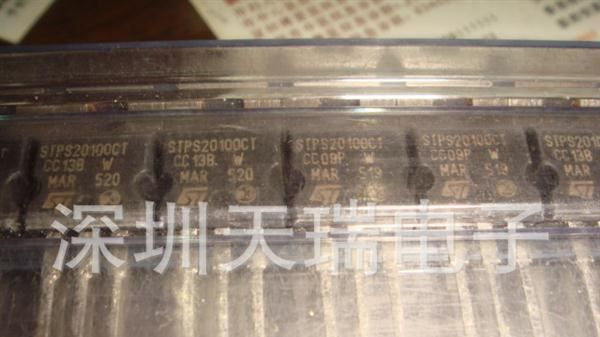 STPS20100CT
CC13B W
MAR 520
STPS20100CT
CC13B W
MAR 520
STPS20100CT
CC09P W
MAR 519
STPS20100CT
CC09P W
MAR 519
STPS20100CT
CC13B
MAR
深圳天瑞电子